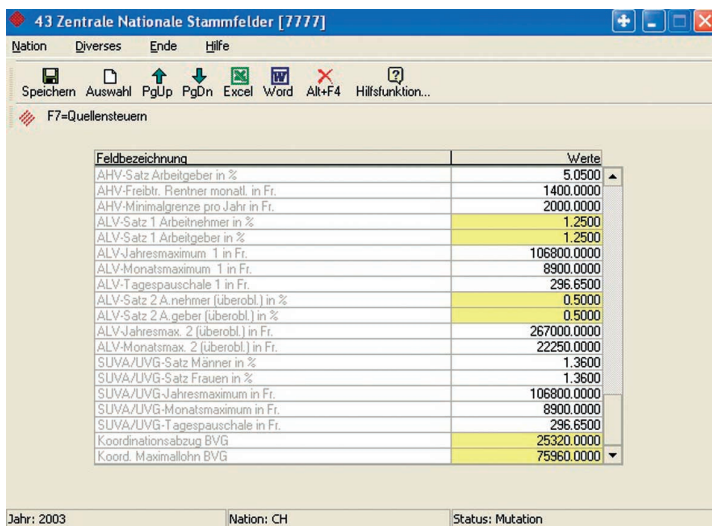 43 Zentrale Nationale Stammfelder [7777]
Nation Diverses Ende Hilfe
Speichern Auswahl PgUp PgDn Excel Word Alt+F4 Hilfsfunktion...
F7=Quellensteuern
Feldbezeichnung Werte
AHV-Satz Arbeitgeber in % 5.0500
AHV-Freibtr. Rentner monatl. in Fr. 1400.0000
AHV-Minimalgrenze pro Jahr in Fr. 2000.0000
ALV-Satz 1 Arbeitnehmer in % 1.2500
ALV-Satz 1 Arbeitgeber in % 1.2500
ALV-Jahresmaximum 1 in Fr. 106800.0000
ALV-Monatsmaximum 1 in Fr. 8900.0000
ALV-Tagespauschale 1 in Fr. 296.6500
ALV-Satz 2 A.nehmer (überobl.) in % 0.5000
ALV-Satz 2 A.geber (überobl.) in % 0.5000
ALV-Jahresmax. 2 (überobl.) in Fr. 267000.0000
ALV-Monatsmax. 2 (überobl.) in Fr. 22250.0000
SUVA/UVG-Satz Männer in % 1.3600
SUVA/UVG-Satz Frauen in % 1.3600
SUVA/UVG-Jahresmaximum in Fr. 106800.0000
SUVA/UVG-Monatsmaximum in Fr. 8900.0000
SUVA/UVG-Tagespauschale in Fr. 296.6500
Koordinationsabzug BVG 25320.0000
Koord. Maximallohn BVG 75960.0000
Jahr: 2003 Nation: CH Status: Mutation